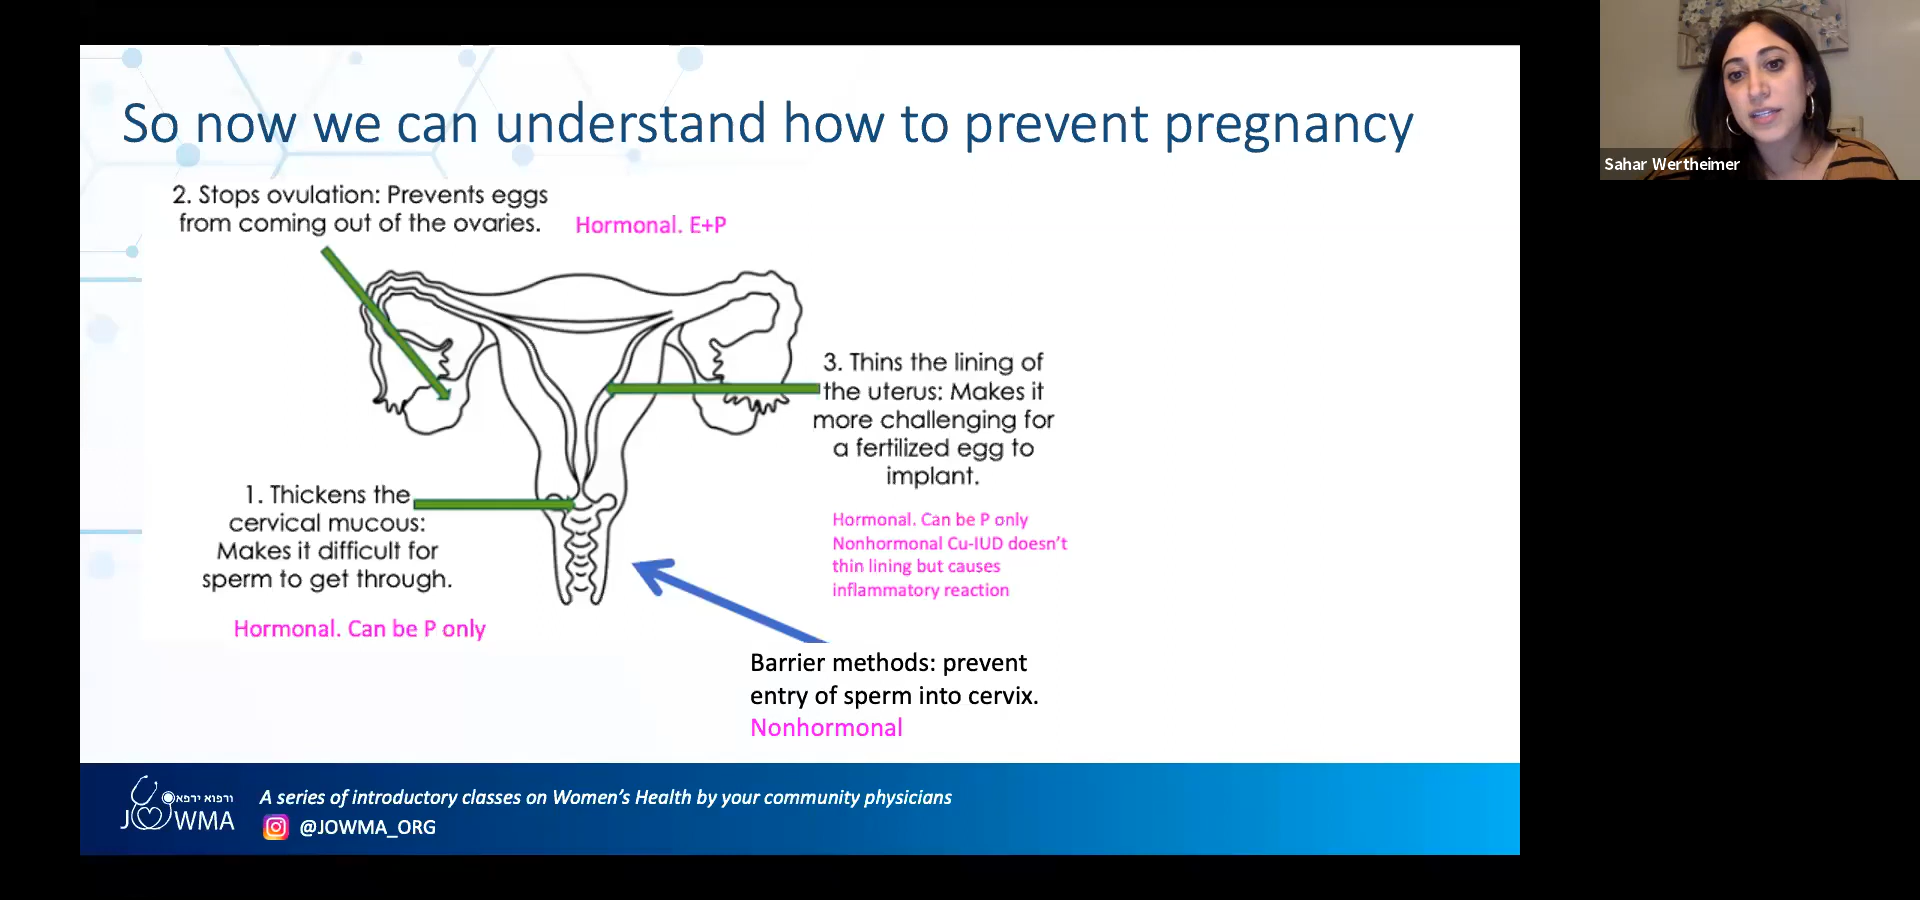 So now we can understand how to prevent pregnancy
2. Stops ovulation: Prevents eggs
from coming out of the ovaries.
Hormonal. E+P
3. Thins the lining of
the uterus: Makes it
more challenging for
a fertilized egg to
implant.
Hormonal. Can be P only
Nonhormonal Cu-IUD doesn't
thin lining but causes
inflammatory reaction
1. Thickens the
cervical mucous:
Makes it difficult for
sperm to get through.
Hormonal. Can be P only
Barrier methods: prevent
entry of sperm into cervix.
Nonhormonal
ורפוא ירפא
JOWMA
A series of introductory classes on Women's Health by your community physicians
@JOWMA_ORG
Sahar Wertheimer